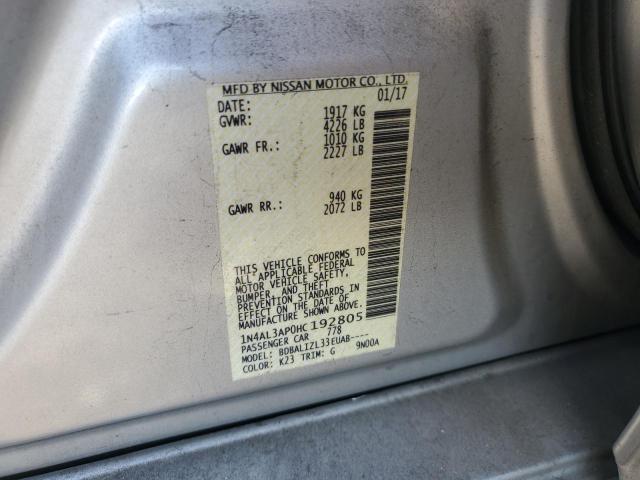 MFD BY NISSAN MOTOR CO., LTD.
DATE: 01/17
GVWR: 1917 KG
4226 LB
GAWR FR.: 1010 KG
2227 LB
GAWR RR.: 940 KG
2072 LB
THIS VEHICLE CONFORMS TO
ALL APPLICABLE FEDERAL
MOTOR VEHICLE SAFETY,
BUMPER, AND THEFT
PREVENTION STANDARDS IN
EFFECT ON THE DATE OF
MANUFACTURE SHOWN ABOVE.
1N4AL3AP0HC192805
PASSENGER CAR 778
MODEL: BDBALIZL33EUAB----
COLOR: K23 TRIM: G 9N00A